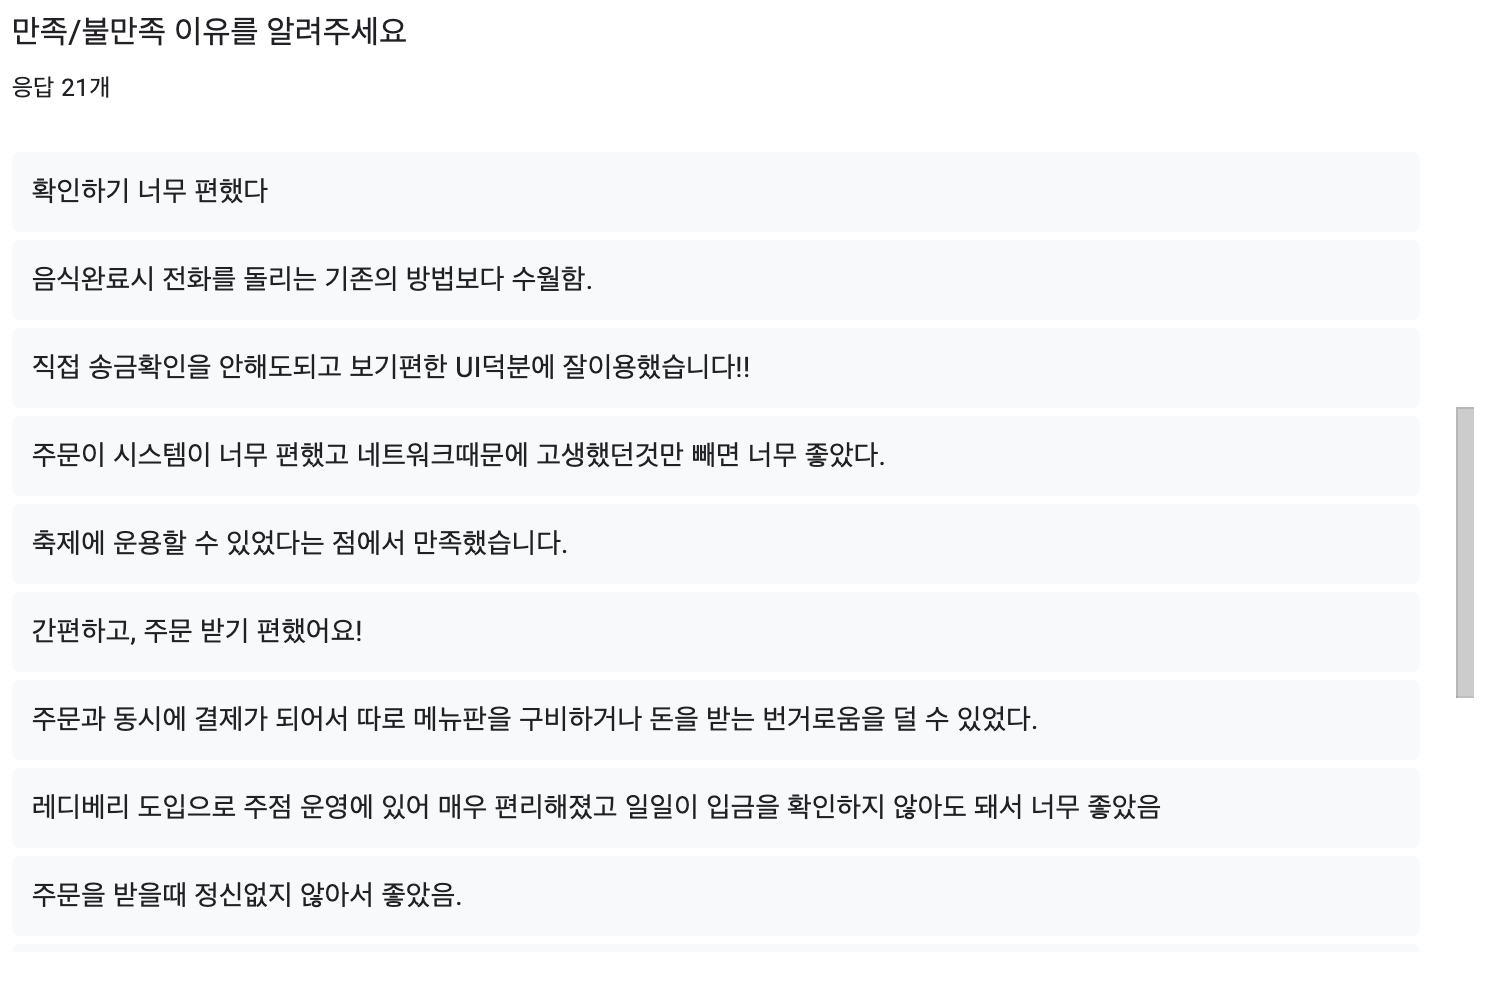 만족/불만족 이유를 알려주세요
응답 21개
확인하기 너무 편했다
음식완료시 전화를 돌리는 기존의 방법보다 수월함.
직접 송금확인을 안해도되고 보기편한 UI덕분에 잘이용했습니다!!
주문이 시스템이 너무 편했고 네트워크때문에 고생했던것만 빼면 너무 좋았다.
축제에 운용할 수 있었다는 점에서 만족했습니다.
간편하고, 주문 받기 편했어요!
주문과 동시에 결제가 되어서 따로 메뉴판을 구비하거나 돈을 받는 번거로움을 덜 수 있었다.
레디베리 도입으로 주점 운영에 있어 매우 편리해졌고 일일이 입금을 확인하지 않아도 돼서 너무 좋았음
주문을 받을때 정신없지 않아서 좋았음.